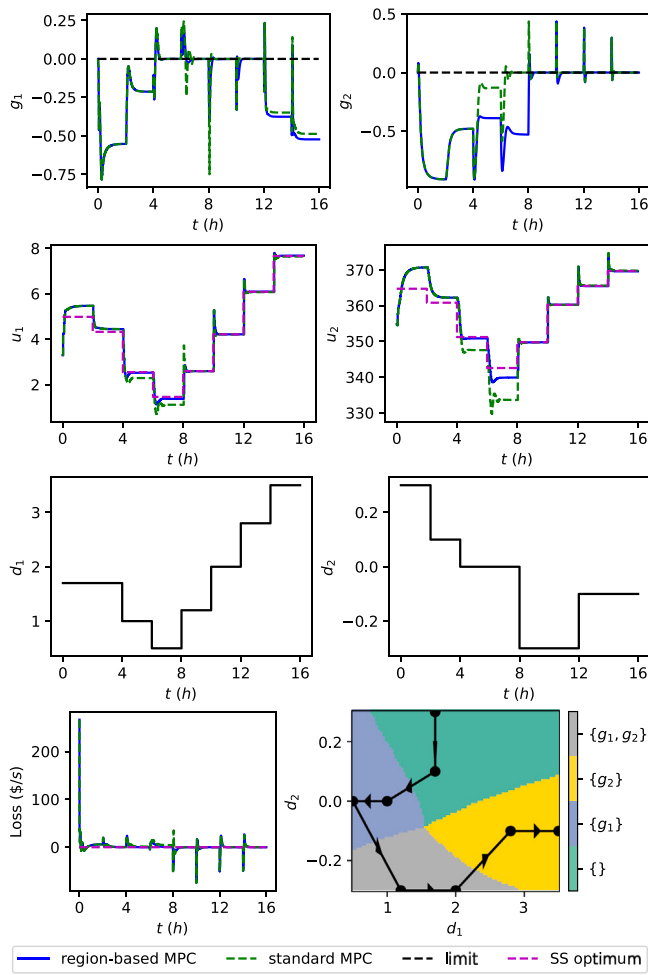 0.25
0.00
−0.25
−0.50
−0.75
g1
0 4 8 12 16
t (h)
0.5
0.0
−0.5
g2
0 4 8 12 16
t (h)
8
6
4
2
u1
0 4 8 12 16
t (h)
370
360
350
340
330
u2
0 4 8 12 16
t (h)
3
2
1
d1
0 4 8 12 16
t (h)
0.2
0.0
−0.2
d2
0 4 8 12 16
t (h)
200
100
0
Loss ($/s)
0 4 8 12 16
t (h)
0.2
0.0
−0.2
d2
1 2 3
d1
{g1, g2}
{g2}
{g1}
{}
region-based MPC standard MPC limit SS optimum